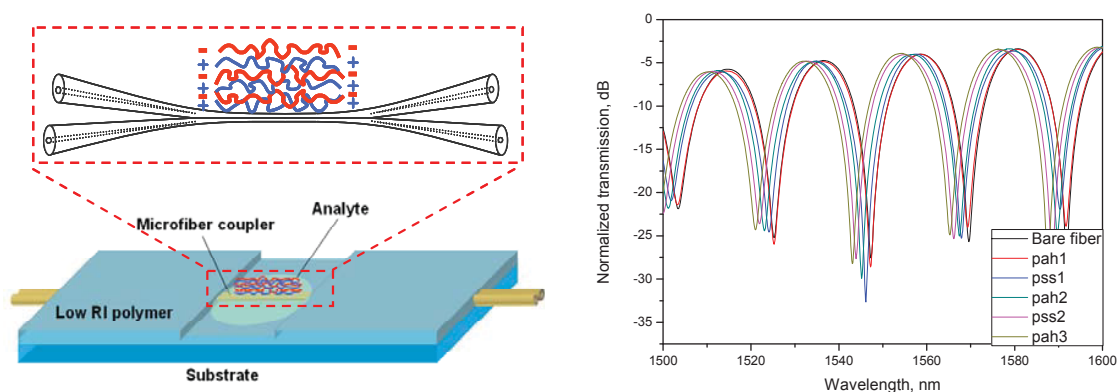 - -
+ +
- -
+ +
- -
+ +
Microfiber coupler
Analyte
Low RI polymer
Substrate
Normalized transmission, dB
0
-5
-10
-15
-20
-25
-30
-35
Bare fiber
pah1
pss1
pah2
pss2
pah3
1500 1520 1540 1560 1580 1600
Wavelength, nm